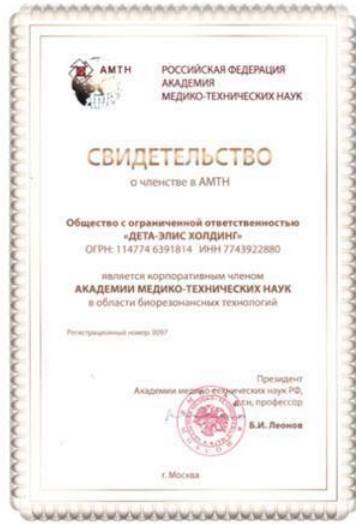 АМТН
РОССИЙСКАЯ ФЕДЕРАЦИЯ
АКАДЕМИЯ
МЕДИКО-ТЕХНИЧЕСКИХ НАУК
СВИДЕТЕЛЬСТВО
о членстве в АМТН
Общество с ограниченной ответственностью
«ДЕТА-ЭЛИС ХОЛДИНГ»
ОГРН: 114774 6391814 ИНН 7743922880
является корпоративным членом
АКАДЕМИИ МЕДИКО-ТЕХНИЧЕСКИХ НАУК
в области биорезонансных технологий
Регистрационный номер: 0097
Президент
Академии медико-технических наук РФ,
д.т.н, профессор
Б.И. Леонов
г. Москва